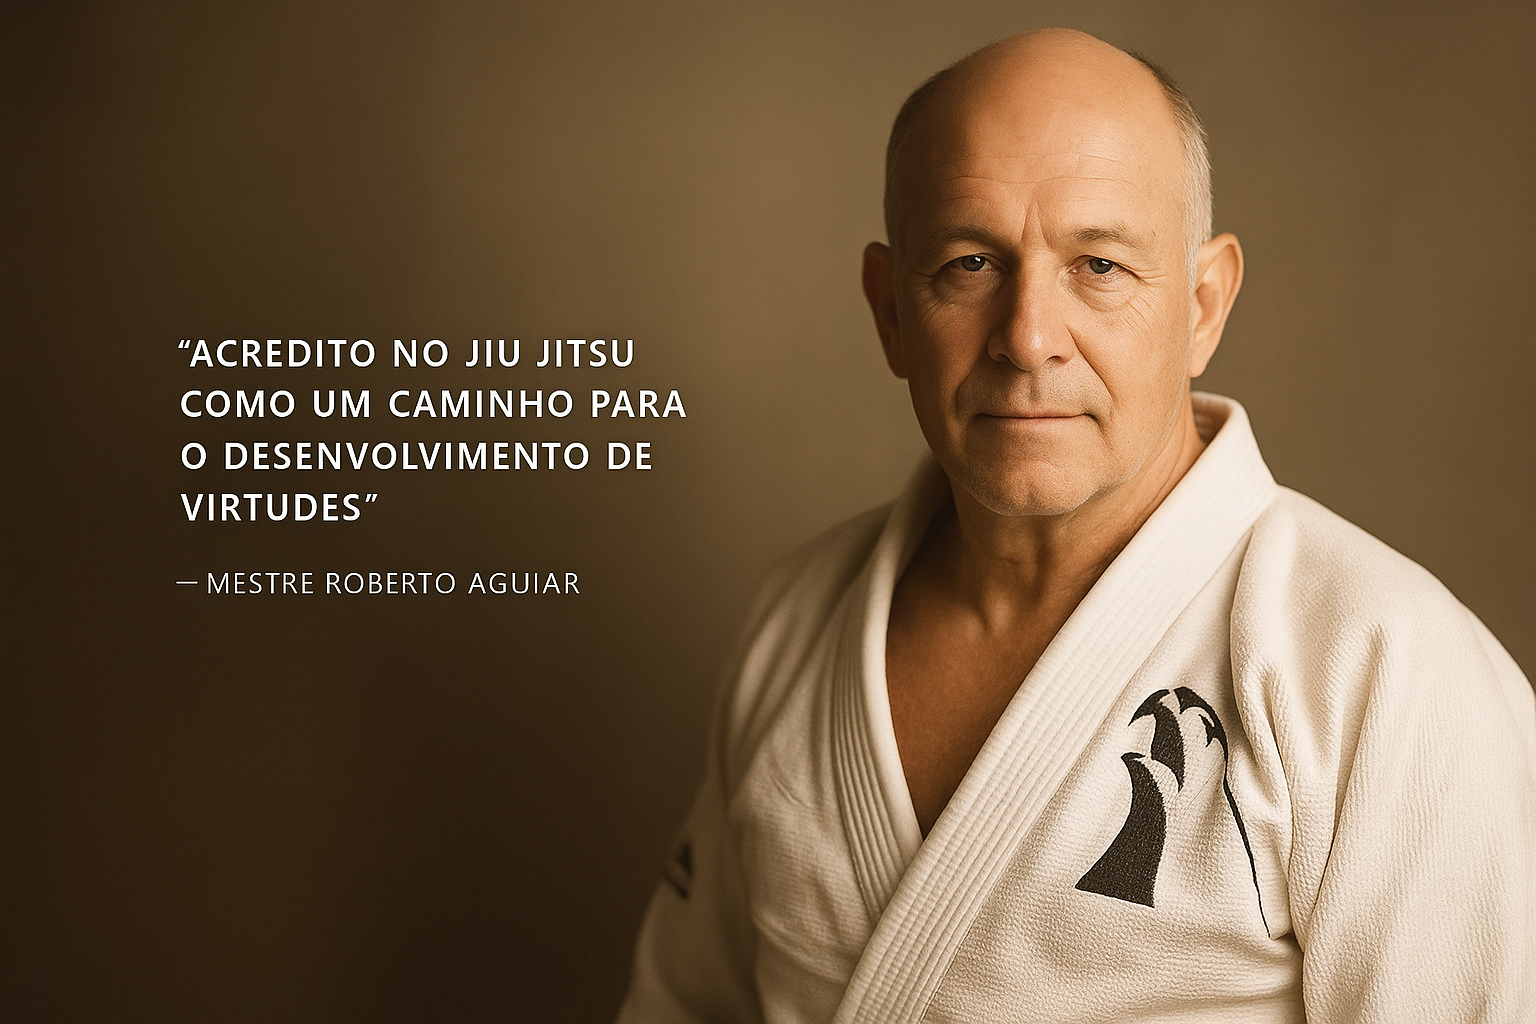 “ACREDITO NO JIU JITSU
COMO UM CAMINHO PARA
O DESENVOLVIMENTO DE
VIRTUDES”
— MESTRE ROBERTO AGUIAR